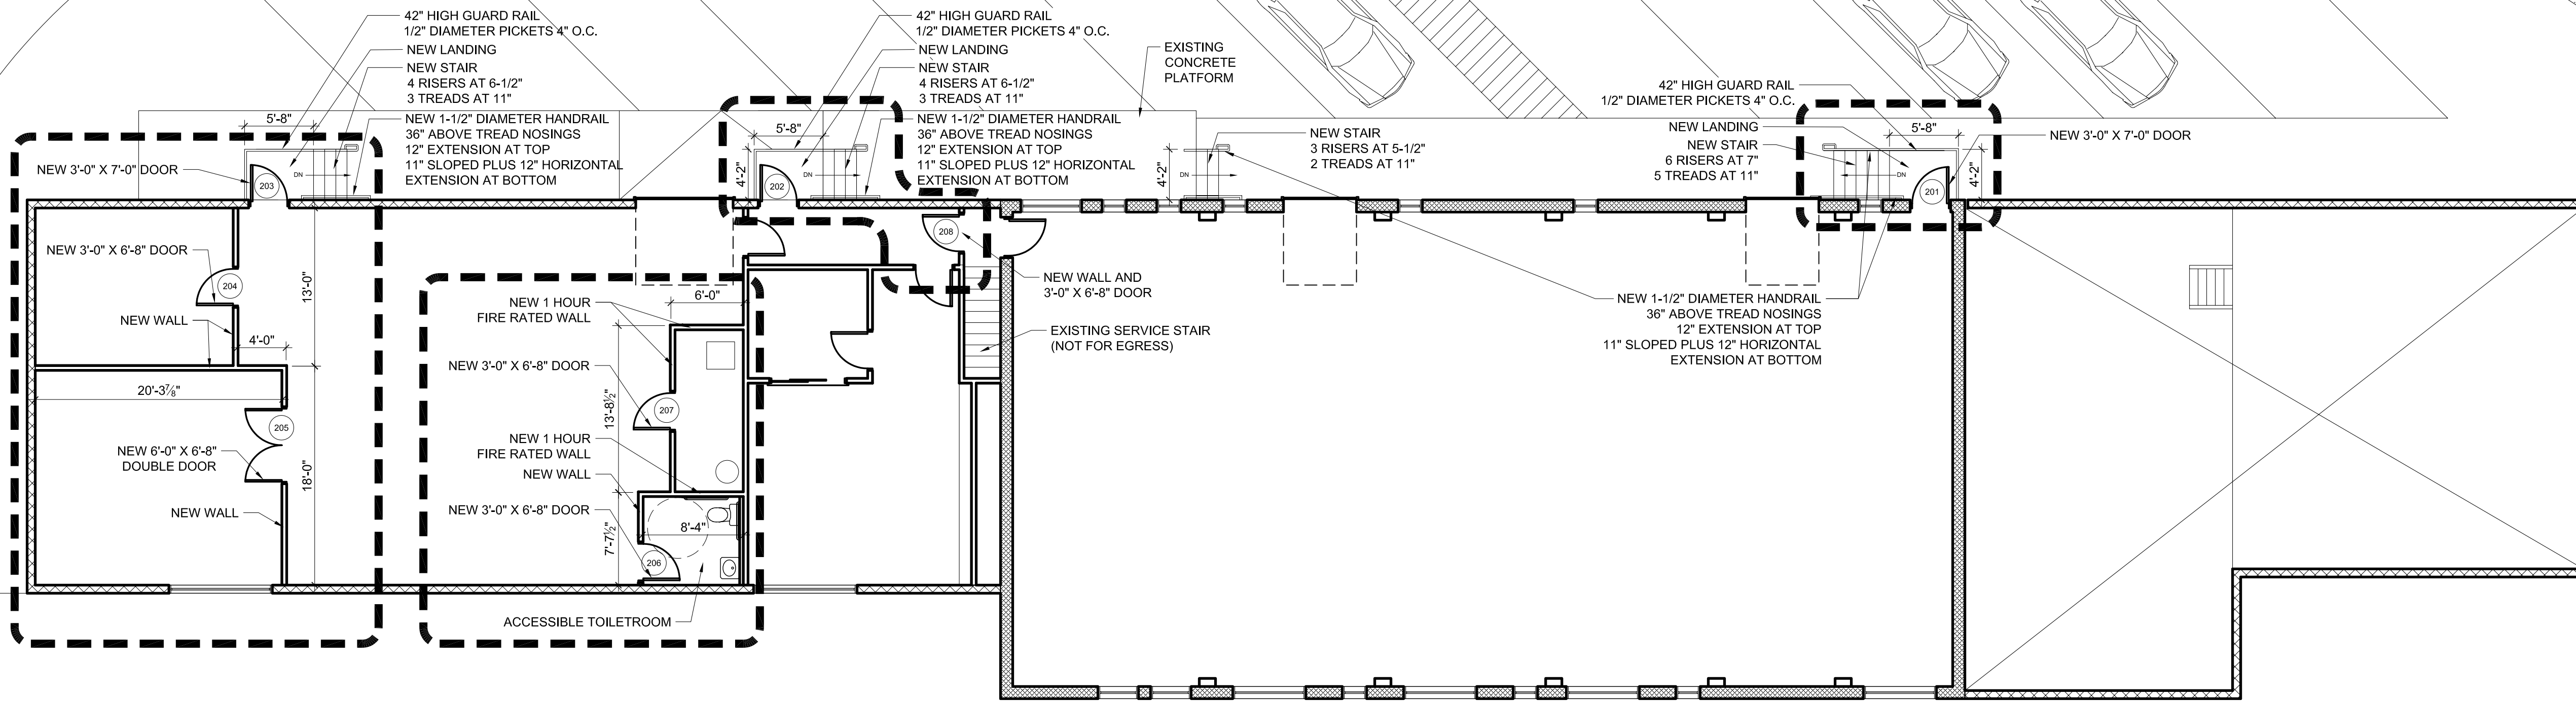 42" HIGH GUARD RAIL
1/2" DIAMETER PICKETS 4" O.C.
NEW LANDING
NEW STAIR
4 RISERS AT 6-1/2"
3 TREADS AT 11"
NEW 1-1/2" DIAMETER HANDRAIL
36" ABOVE TREAD NOSINGS
12" EXTENSION AT TOP
11" SLOPED PLUS 12" HORIZONTAL
EXTENSION AT BOTTOM
5'-8"
NEW 3'-0" X 7'-0" DOOR
203
DN
42" HIGH GUARD RAIL
1/2" DIAMETER PICKETS 4" O.C.
NEW LANDING
NEW STAIR
4 RISERS AT 6-1/2"
3 TREADS AT 11"
NEW 1-1/2" DIAMETER HANDRAIL
36" ABOVE TREAD NOSINGS
12" EXTENSION AT TOP
11" SLOPED PLUS 12" HORIZONTAL
EXTENSION AT BOTTOM
5'-8"
4'-2"
202
DN
EXISTING
CONCRETE
PLATFORM
4'-2"
DN
NEW STAIR
3 RISERS AT 5-1/2"
2 TREADS AT 11"
42" HIGH GUARD RAIL
1/2" DIAMETER PICKETS 4" O.C.
NEW LANDING
NEW STAIR
6 RISERS AT 7"
5 TREADS AT 11"
5'-8"
NEW 3'-0" X 7'-0" DOOR
DN
201
4'-2"
NEW 3'-0" X 6'-8" DOOR
204
13'-0"
NEW WALL
4'-0"
20'-3⅞"
205
NEW 6'-0" X 6'-8"
DOUBLE DOOR
18'-0"
NEW WALL
NEW 1 HOUR
FIRE RATED WALL
6'-0"
NEW 3'-0" X 6'-8" DOOR
207
13'-8½"
NEW 1 HOUR
FIRE RATED WALL
NEW WALL
NEW 3'-0" X 6'-8" DOOR
8'-4"
7'-7½"
206
ACCESSIBLE TOILETROOM
208
NEW WALL AND
3'-0" X 6'-8" DOOR
EXISTING SERVICE STAIR
(NOT FOR EGRESS)
NEW 1-1/2" DIAMETER HANDRAIL
36" ABOVE TREAD NOSINGS
12" EXTENSION AT TOP
11" SLOPED PLUS 12" HORIZONTAL
EXTENSION AT BOTTOM